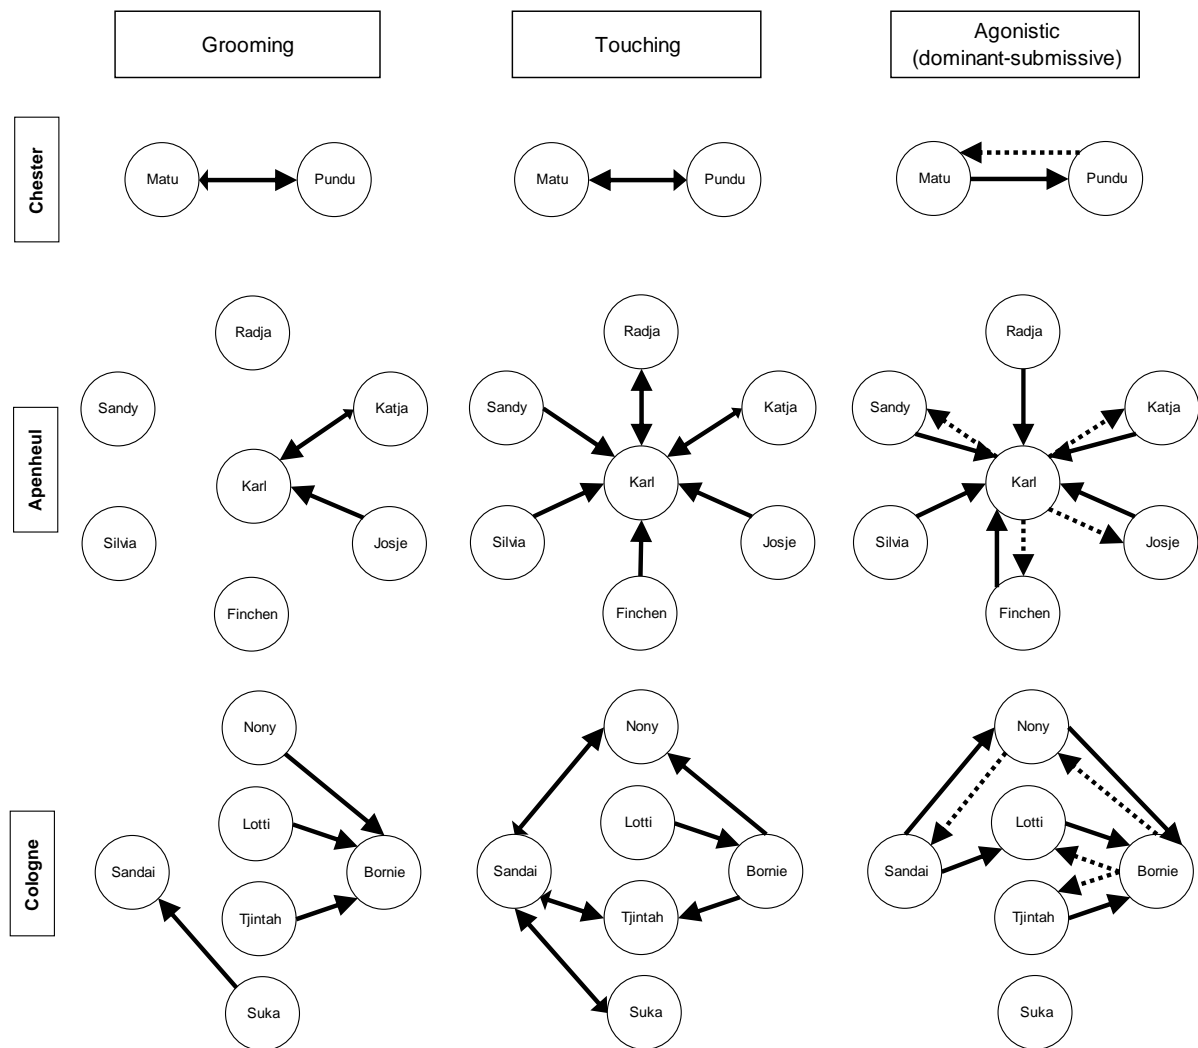 Grooming
Touching
Agonistic
(dominant-submissive)
Chester
Matu
Pundu
Matu
Pundu
Matu
Pundu
Apenheul
Radja
Sandy
Katja
Karl
Silvia
Josje
Finchen
Radja
Sandy
Katja
Karl
Silvia
Josje
Finchen
Radja
Sandy
Katja
Karl
Silvia
Josje
Finchen
Cologne
Nony
Lotti
Sandai
Bornie
Tjintah
Suka
Nony
Lotti
Sandai
Bornie
Tjintah
Suka
Nony
Lotti
Sandai
Bornie
Tjintah
Suka